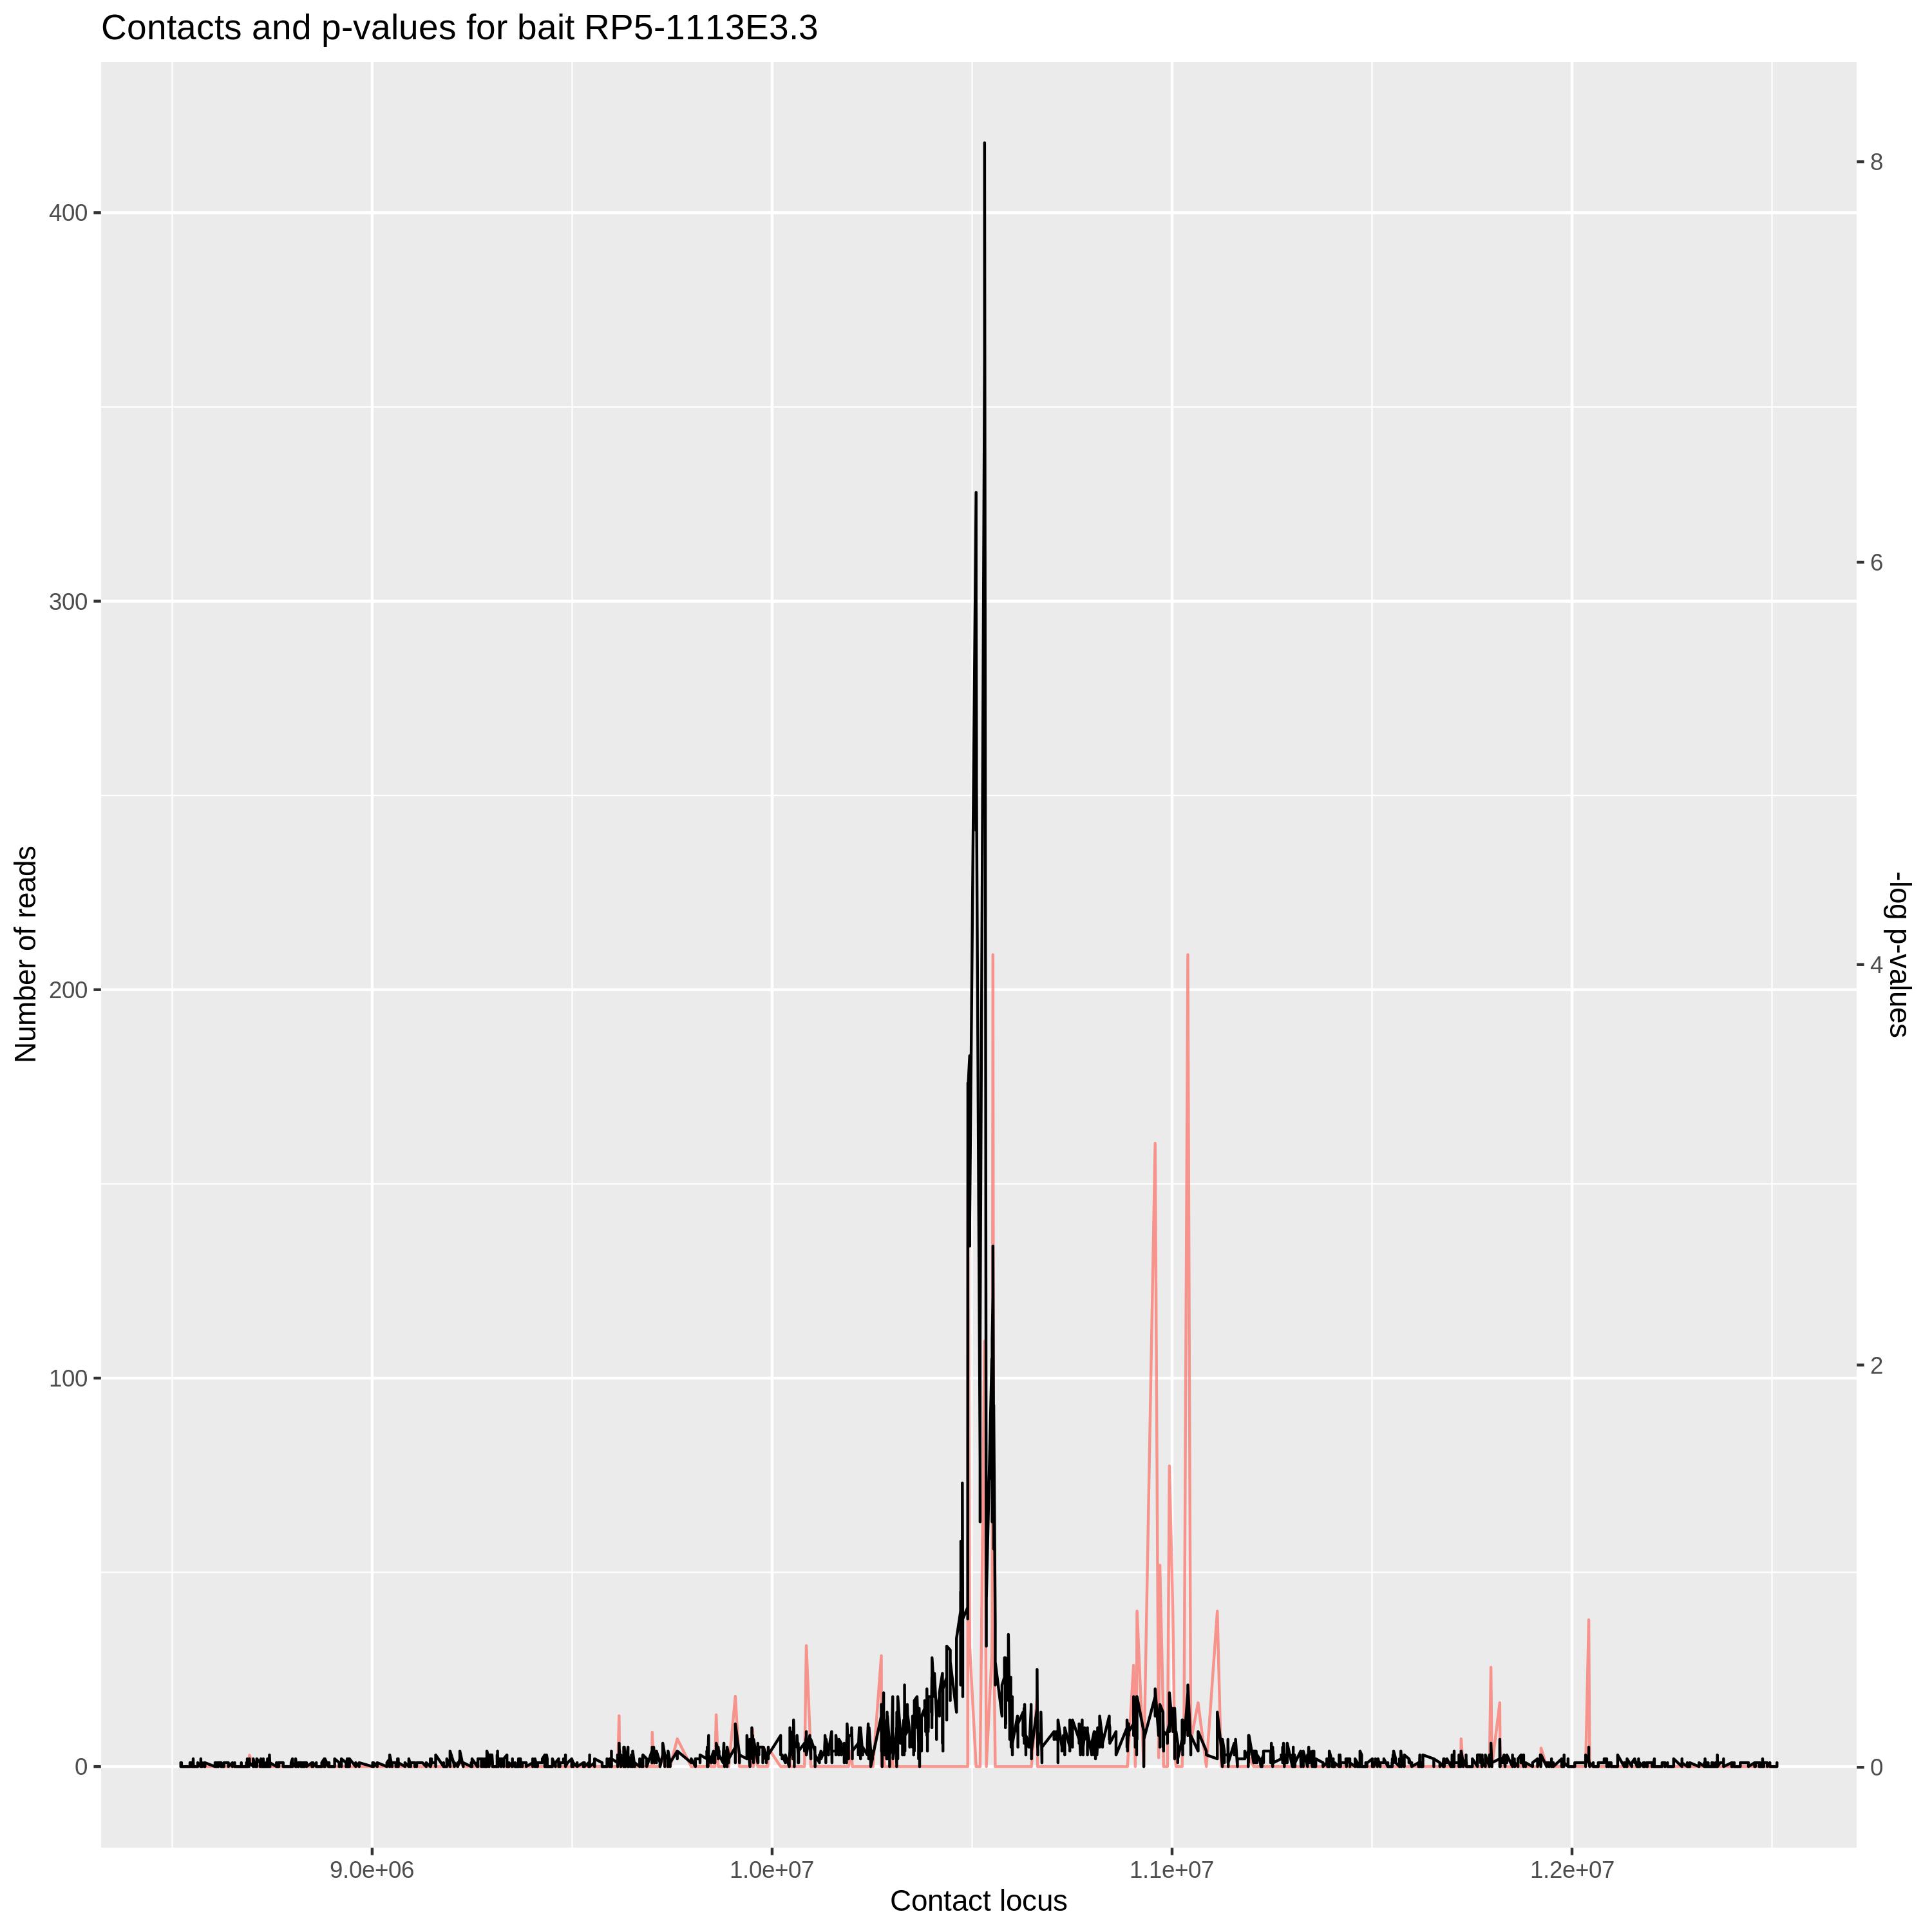 Contacts and p-values for bait RP5-1113E3.3
Number of reads
400
300
200
100
0
8
6
4
2
0
-log p-values
9.0e+06
1.0e+07
1.1e+07
1.2e+07
Contact locus